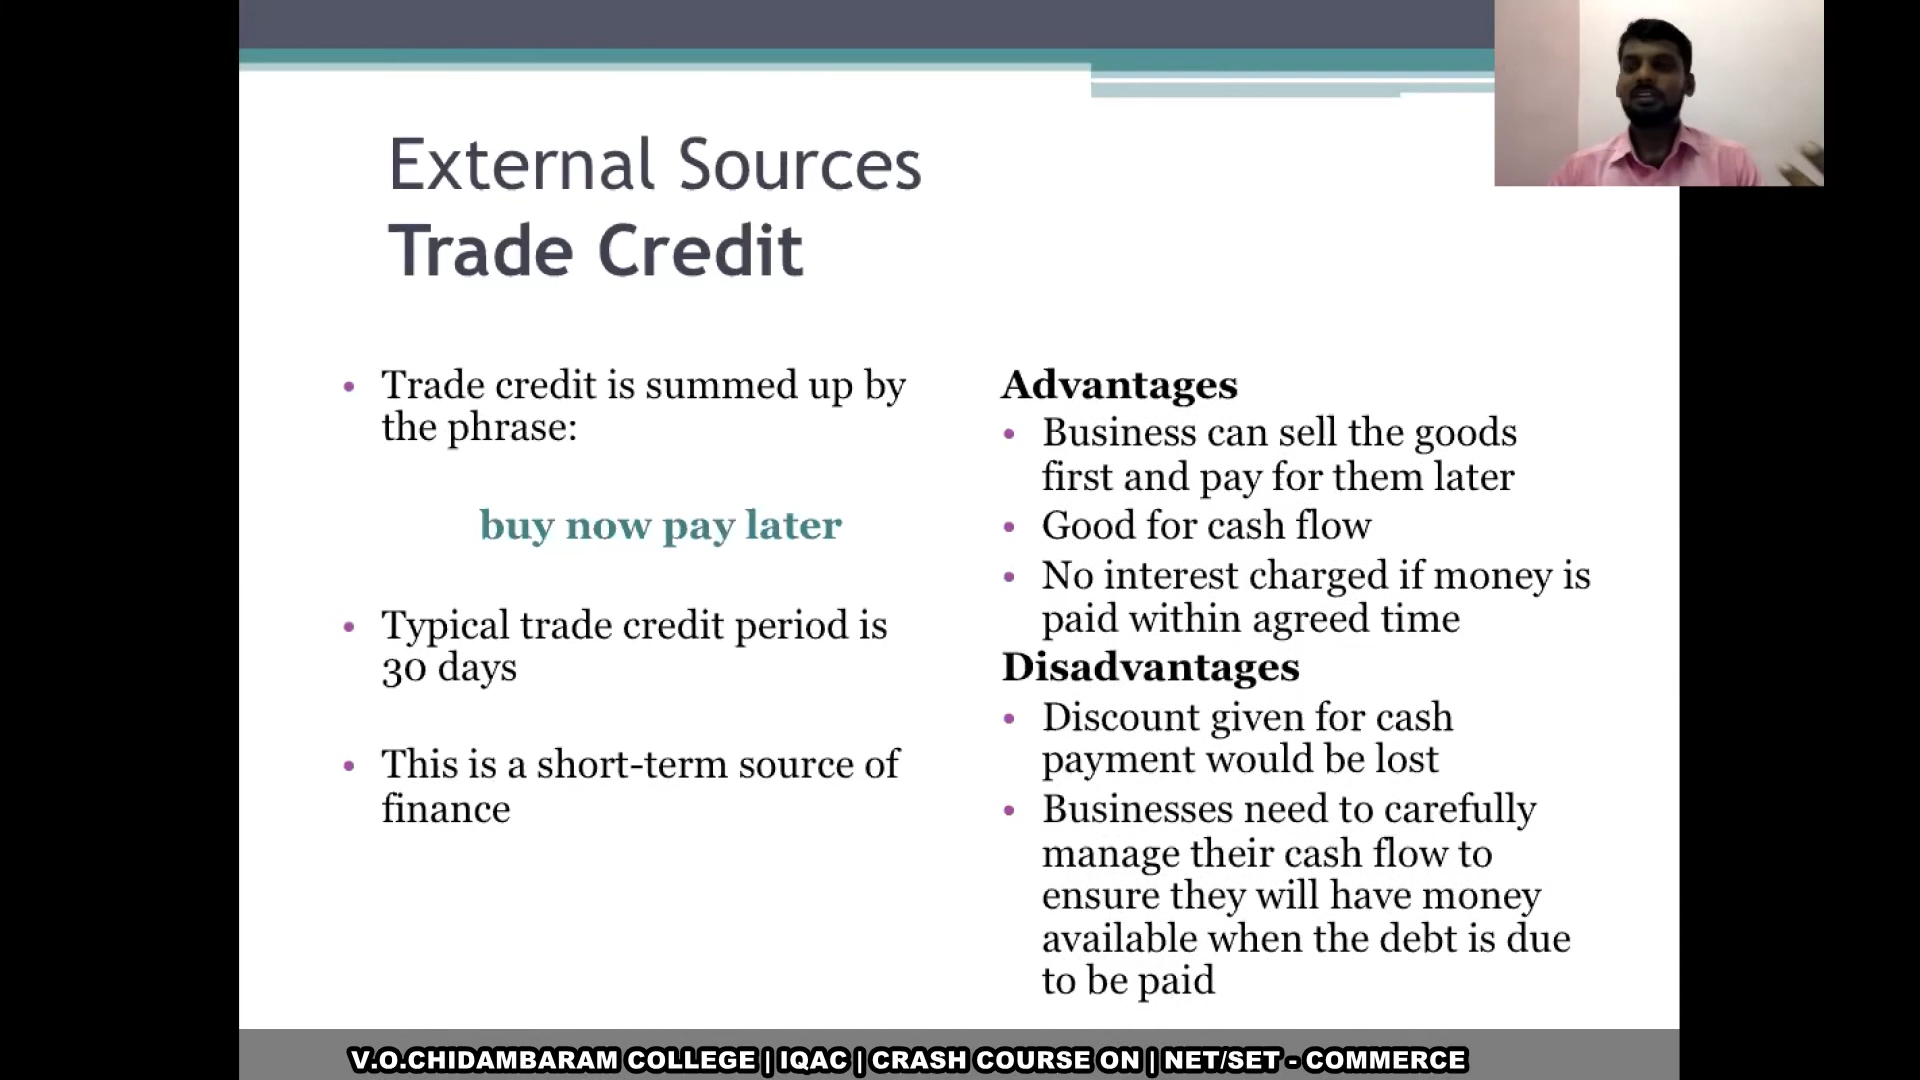 External Sources
Trade Credit
• Trade credit is summed up by
the phrase:
buy now pay later
• Typical trade credit period is
30 days
• This is a short-term source of
finance
Advantages
• Business can sell the goods
first and pay for them later
• Good for cash flow
• No interest charged if money is
paid within agreed time
Disadvantages
• Discount given for cash
payment would be lost
• Businesses need to carefully
manage their cash flow to
ensure they will have money
available when the debt is due
to be paid
V.O.CHIDAMBARAM COLLEGE | IQAC | CRASH COURSE ON | NET/SET - COMMERCE